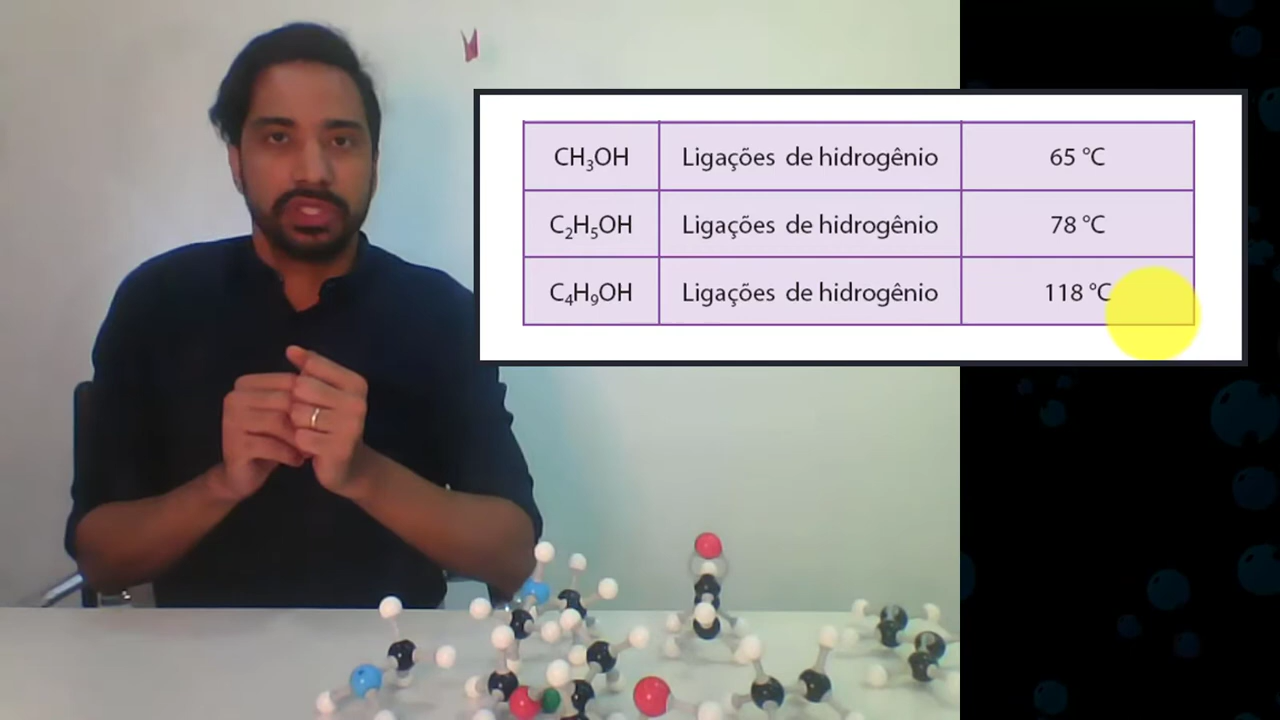 CH₃OH Ligações de hidrogênio 65 °C
C₂H₅OH Ligações de hidrogênio 78 °C
C₄H₉OH Ligações de hidrogênio 118 °C